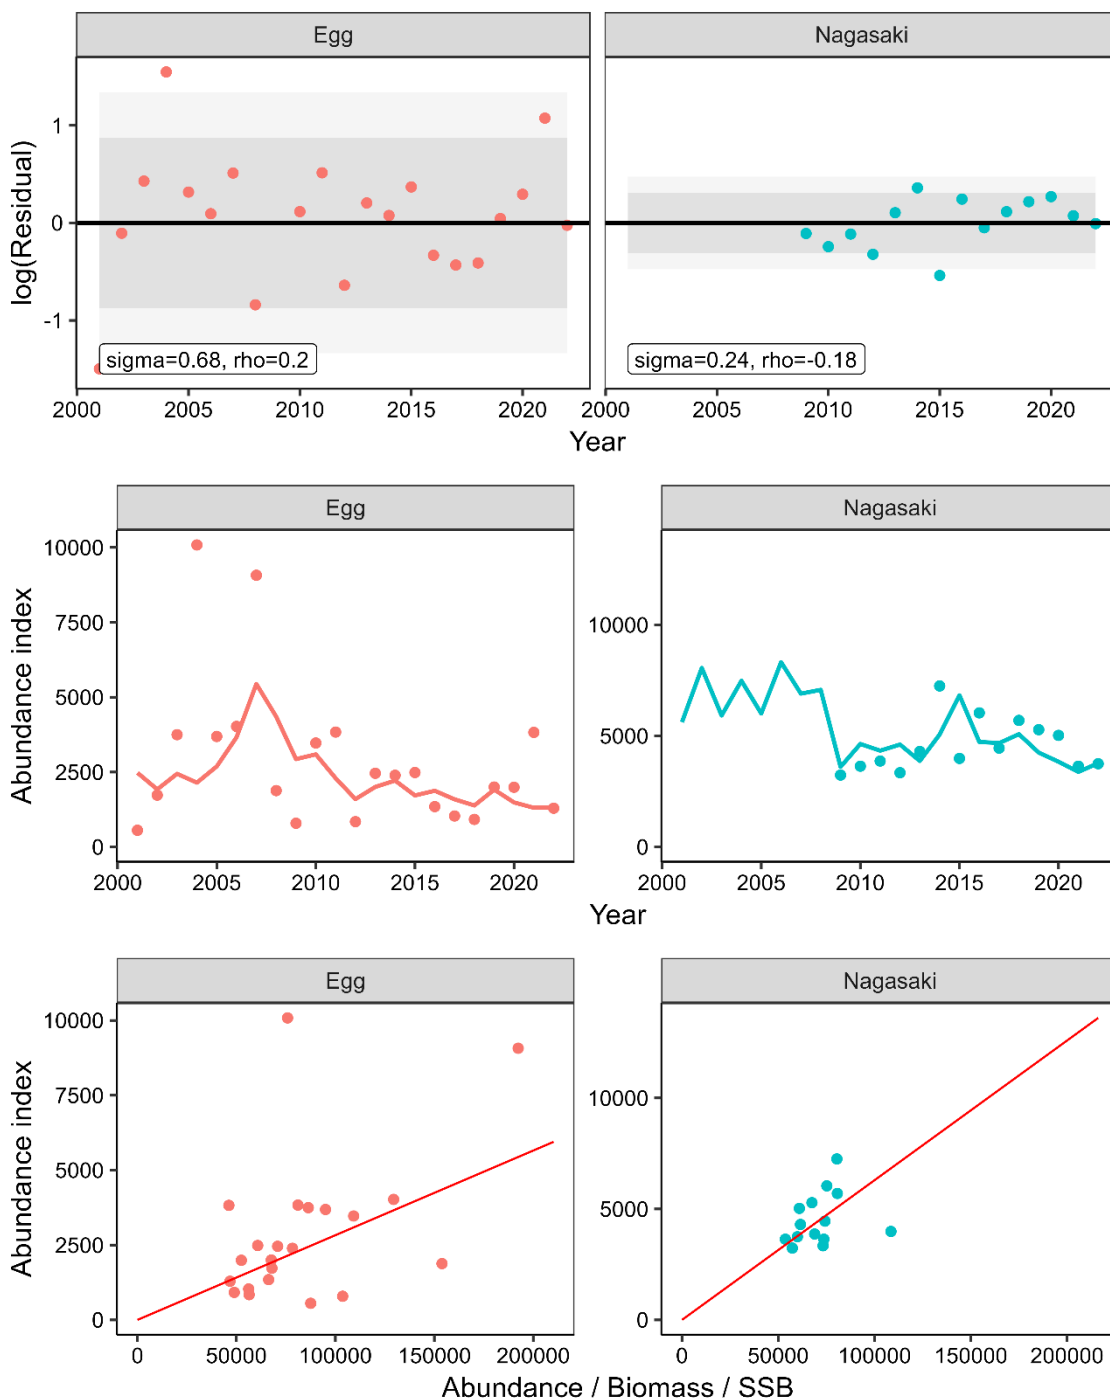 Egg
Nagasaki
log(Residual)
1
0
-1
sigma=0.68, rho=0.2
sigma=0.24, rho=-0.18
2000 2005 2010 2015 2020
2000 2005 2010 2015 2020
Year
Egg
Nagasaki
Abundance index
10000
7500
5000
2500
0
10000
5000
0
2000 2005 2010 2015 2020
2000 2005 2010 2015 2020
Year
Egg
Nagasaki
Abundance index
10000
7500
5000
2500
0
10000
5000
0
0 50000 100000 150000 200000
0 50000 100000 150000 200000
Abundance / Biomass / SSB